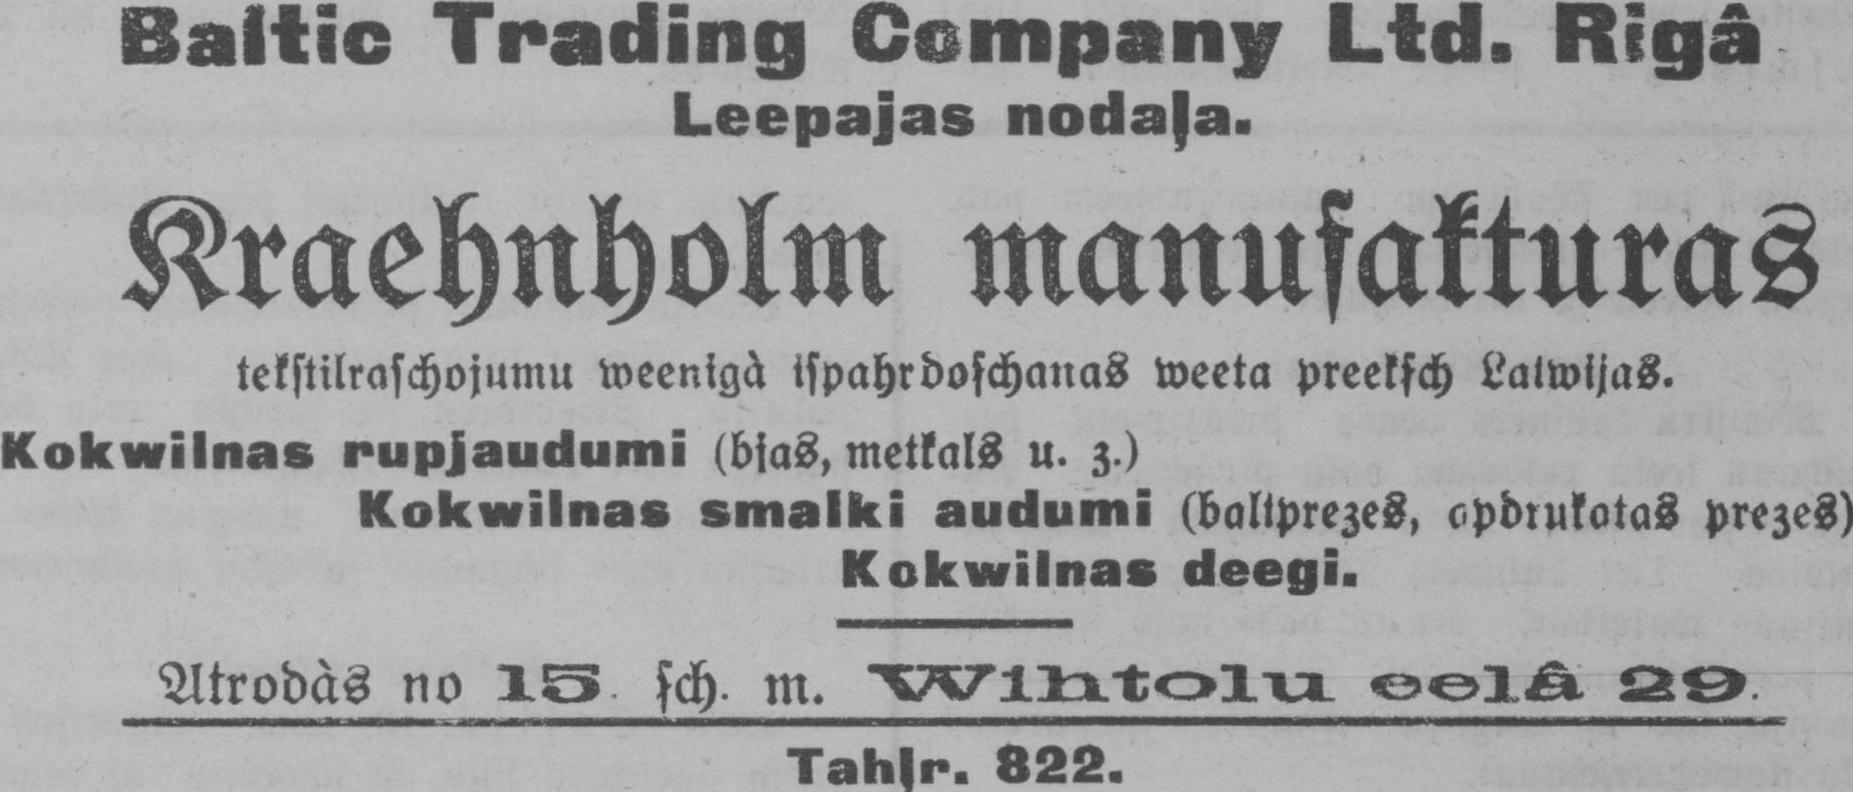 Baltic Trading Company Ltd. Rigâ
Leepajas nodaļa.
Kraehnholm manufakturas
tekstilraschojumu weenigà ispahrdoschanas weeta preeksch Latwijas.
Kokwilnas rupjaudumi (bjas, metkals u. z.)
Kokwilnas smalki audumi (baltprezes, apdrukatas prezes)
Kokwilnas deegi.
Atrodàs no 15. sch. m. Wihtolu eelâ 29.
Tahļr. 822.